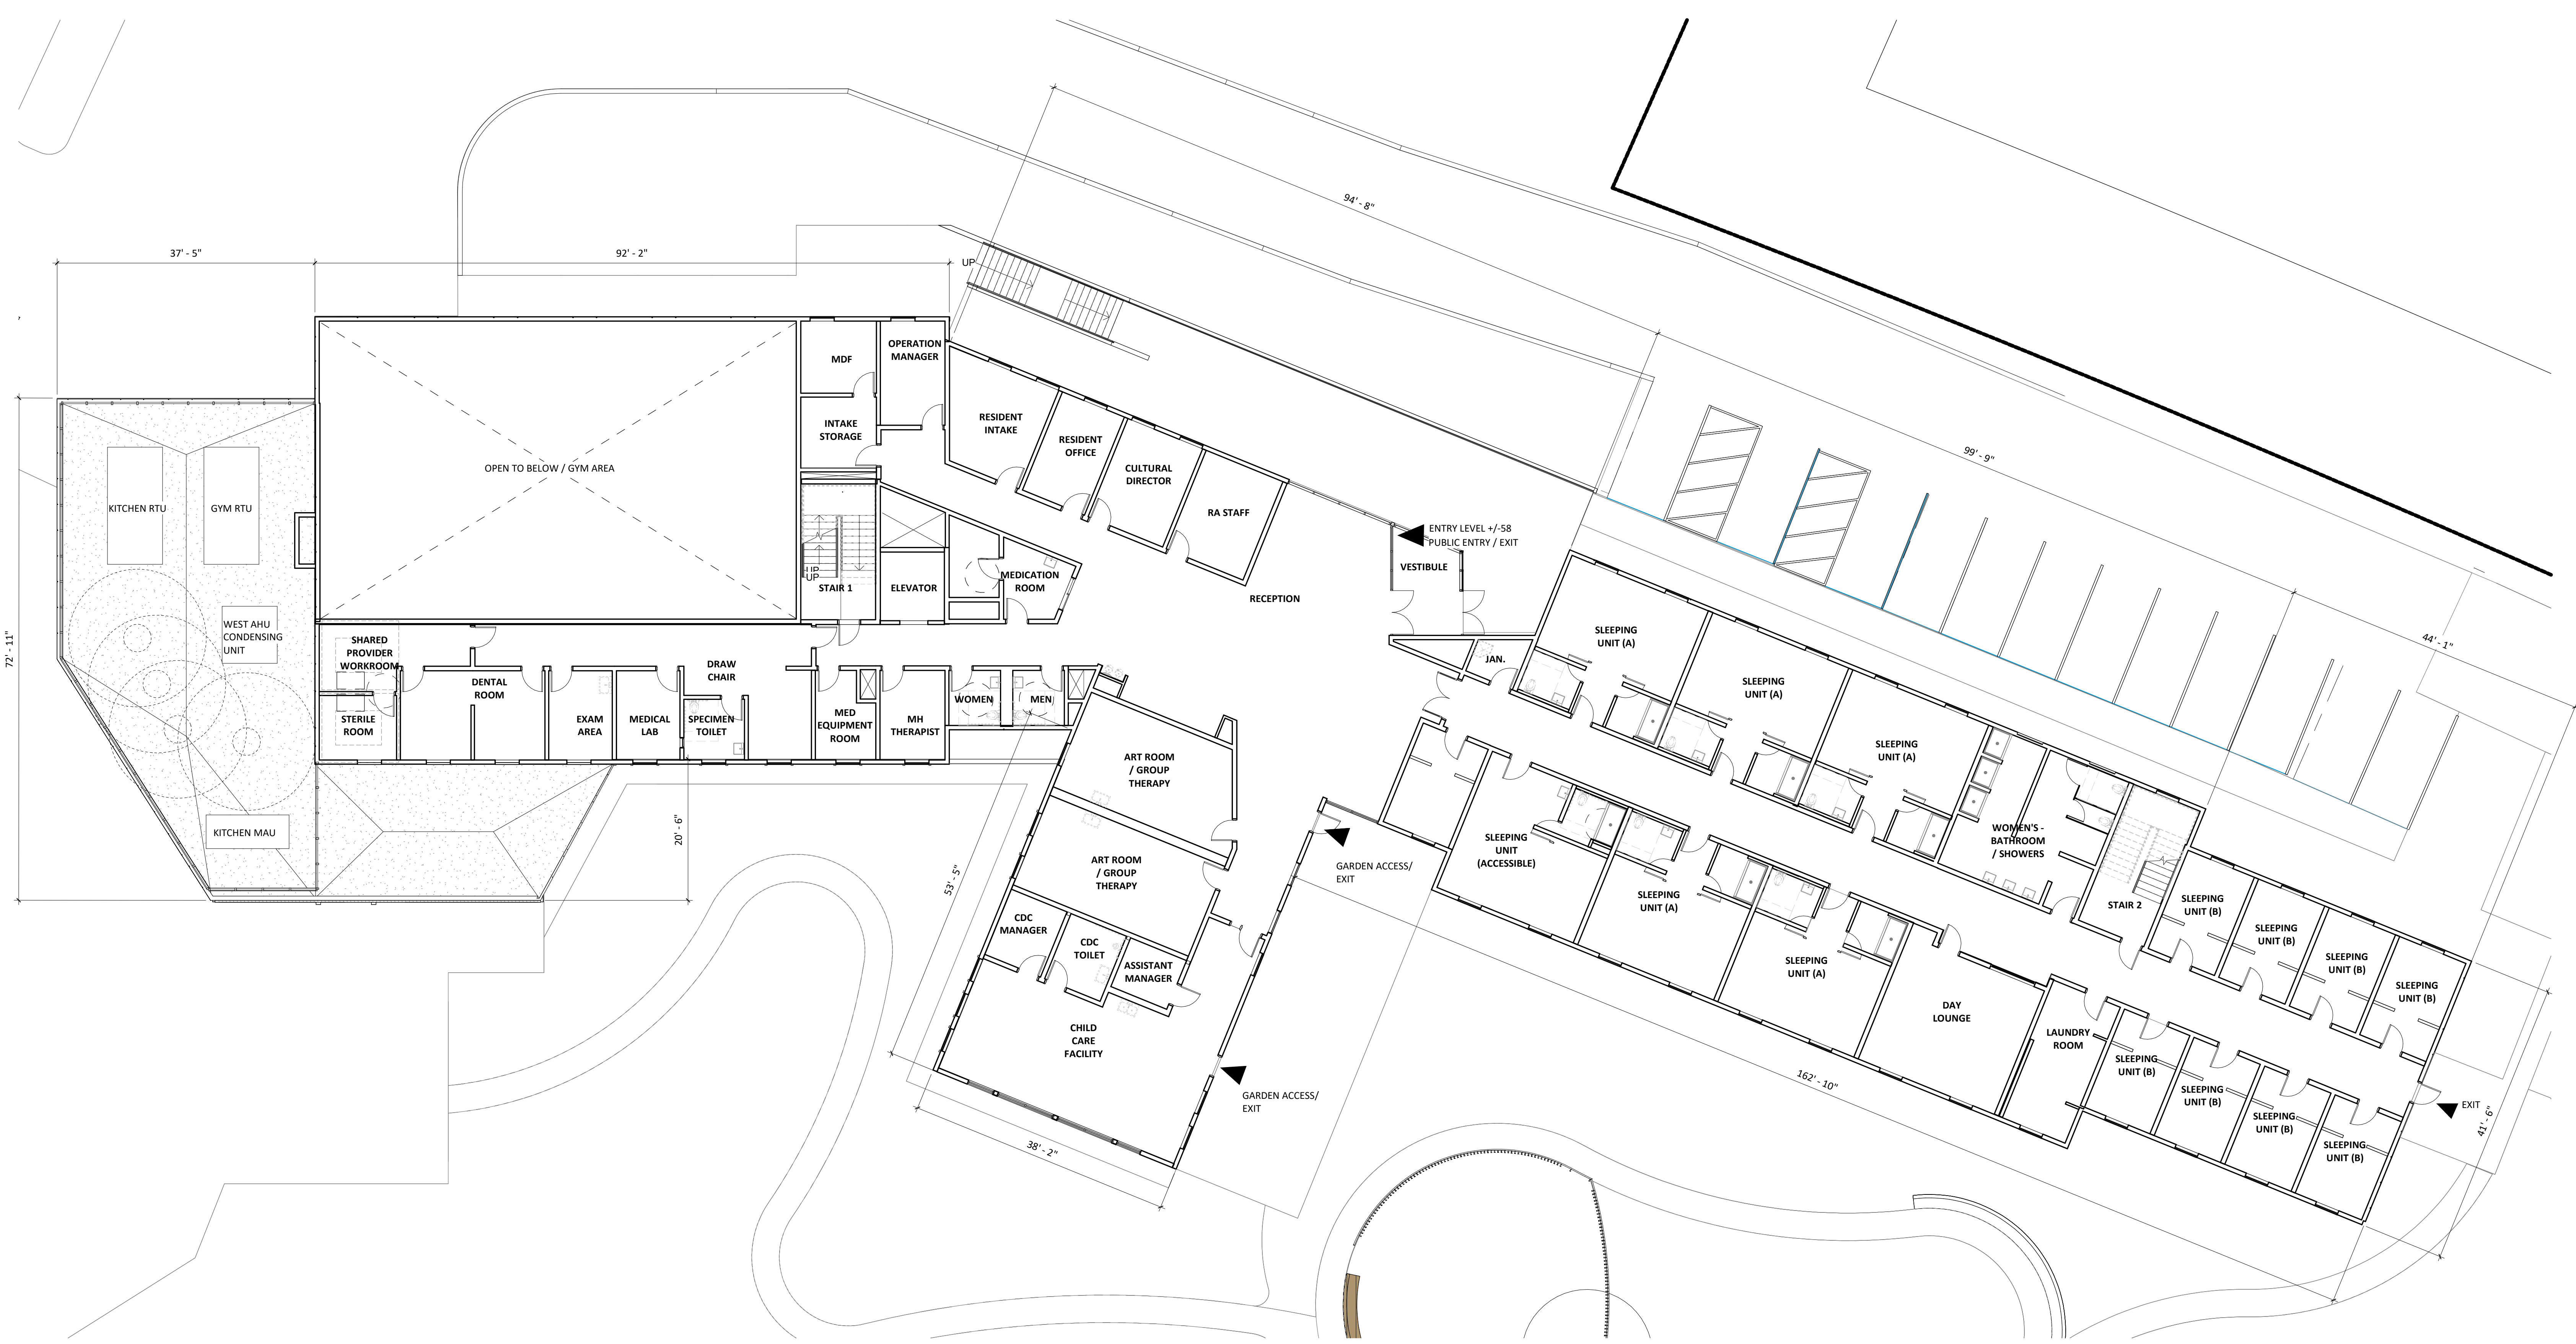 94' - 8"
37' - 5"
92' - 2"
UP
99' - 9"
44' - 1"
72' - 11"
MDF
OPERATION
MANAGER
INTAKE
STORAGE
RESIDENT
INTAKE
RESIDENT
OFFICE
CULTURAL
DIRECTOR
RA STAFF
OPEN TO BELOW / GYM AREA
KITCHEN RTU
GYM RTU
ENTRY LEVEL +/-58
PUBLIC ENTRY / EXIT
VESTIBULE
UP
UP
STAIR 1
ELEVATOR
MEDICATION
ROOM
RECEPTION
WEST AHU
CONDENSING
UNIT
SHARED
PROVIDER
WORKROOM
DENTAL
ROOM
DRAW
CHAIR
STERILE
ROOM
EXAM
AREA
MEDICAL
LAB
SPECIMEN
TOILET
MED
EQUIPMENT
ROOM
MH
THERAPIST
WOMEN
MEN
JAN.
SLEEPING
UNIT (A)
SLEEPING
UNIT (A)
SLEEPING
UNIT (A)
WOMEN'S -
BATHROOM
/ SHOWERS
STAIR 2
SLEEPING
UNIT (B)
SLEEPING
UNIT (B)
SLEEPING
UNIT (B)
SLEEPING
UNIT (B)
KITCHEN MAU
20' - 6"
53' - 5"
ART ROOM
/ GROUP
THERAPY
ART ROOM
/ GROUP
THERAPY
CDC
MANAGER
CDC
TOILET
ASSISTANT
MANAGER
CHILD
CARE
FACILITY
GARDEN ACCESS/
EXIT
GARDEN ACCESS/
EXIT
38' - 2"
SLEEPING
UNIT
(ACCESSIBLE)
SLEEPING
UNIT (A)
SLEEPING
UNIT (A)
DAY
LOUNGE
LAUNDRY
ROOM
SLEEPING
UNIT (B)
SLEEPING
UNIT (B)
SLEEPING
UNIT (B)
SLEEPING
UNIT (B)
162' - 10"
EXIT
41' - 6"